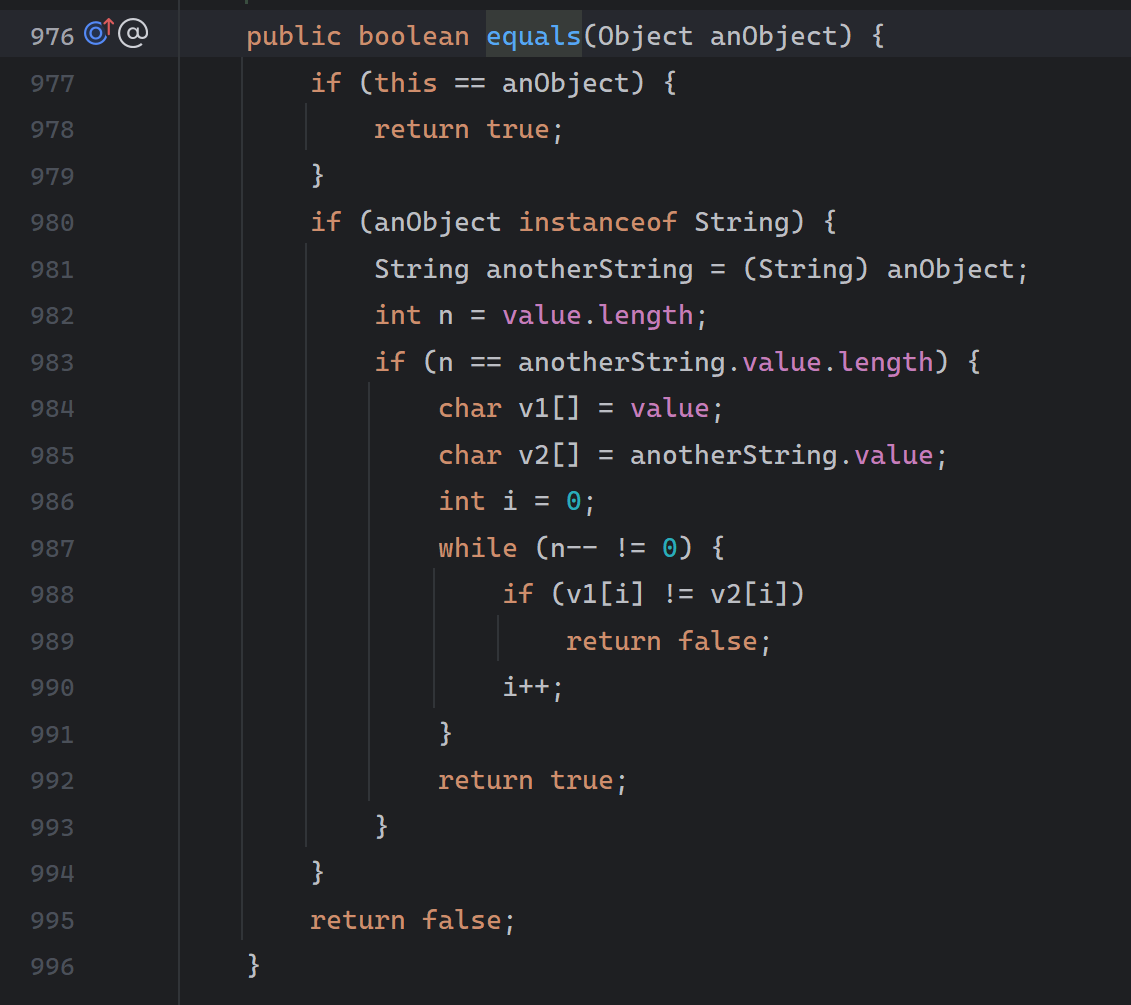 976 @ public boolean equals(Object anObject) {
977 if (this == anObject) {
978 return true;
979 }
980 if (anObject instanceof String) {
981 String anotherString = (String) anObject;
982 int n = value.length;
983 if (n == anotherString.value.length) {
984 char v1[] = value;
985 char v2[] = anotherString.value;
986 int i = 0;
987 while (n-- != 0) {
988 if (v1[i] != v2[i])
989 return false;
990 i++;
991 }
992 return true;
993 }
994 }
995 return false;
996 }